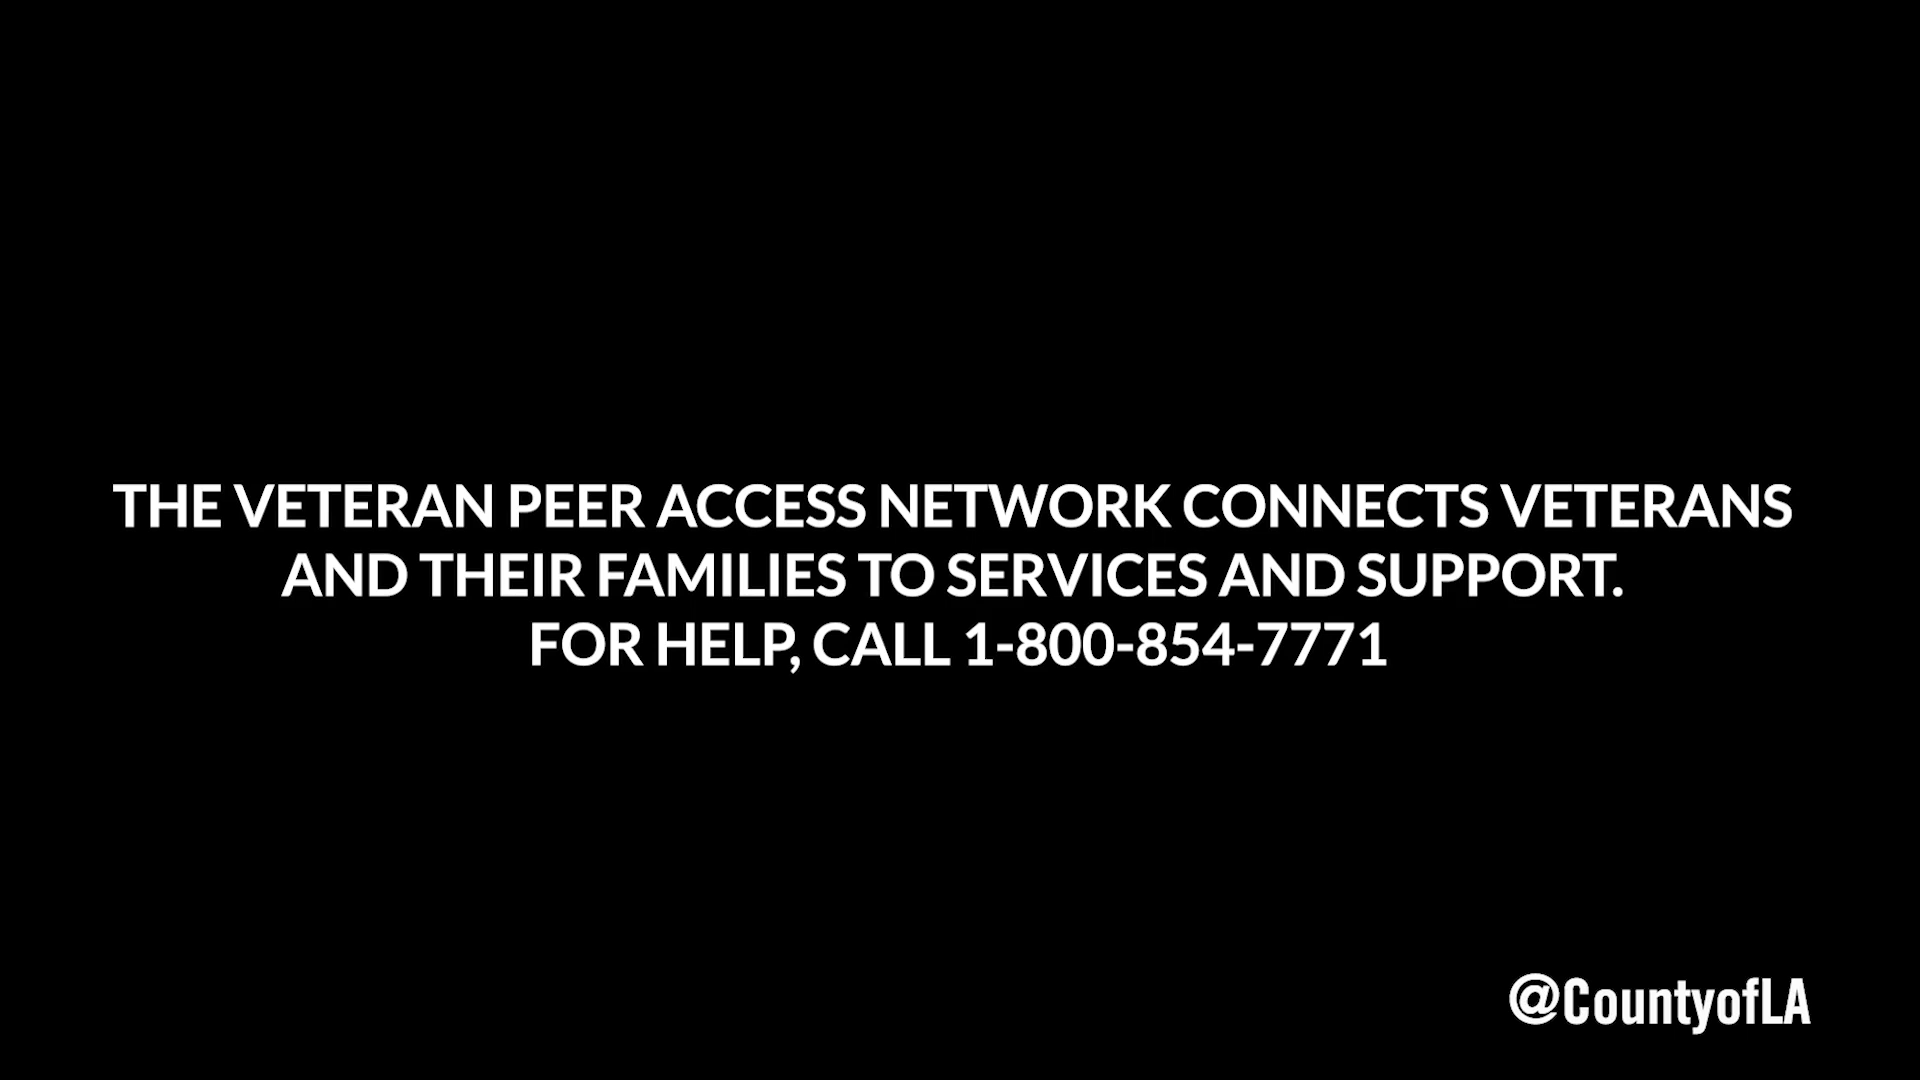 THE VETERAN PEER ACCESS NETWORK CONNECTS VETERANS
AND THEIR FAMILIES TO SERVICES AND SUPPORT.
FOR HELP, CALL 1-800-854-7771
@CountyofLA